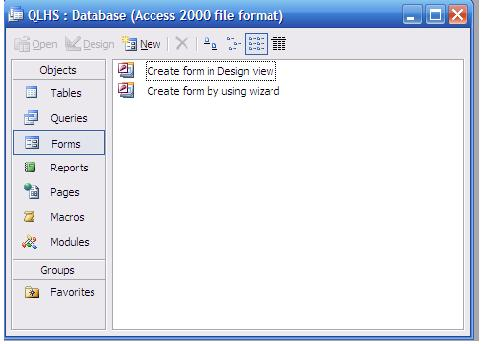 QLHS : Database (Access 2000 file format)
Open Design New
Objects
Tables
Queries
Forms
Reports
Pages
Macros
Modules
Groups
Favorites
Create form in Design view
Create form by using wizard